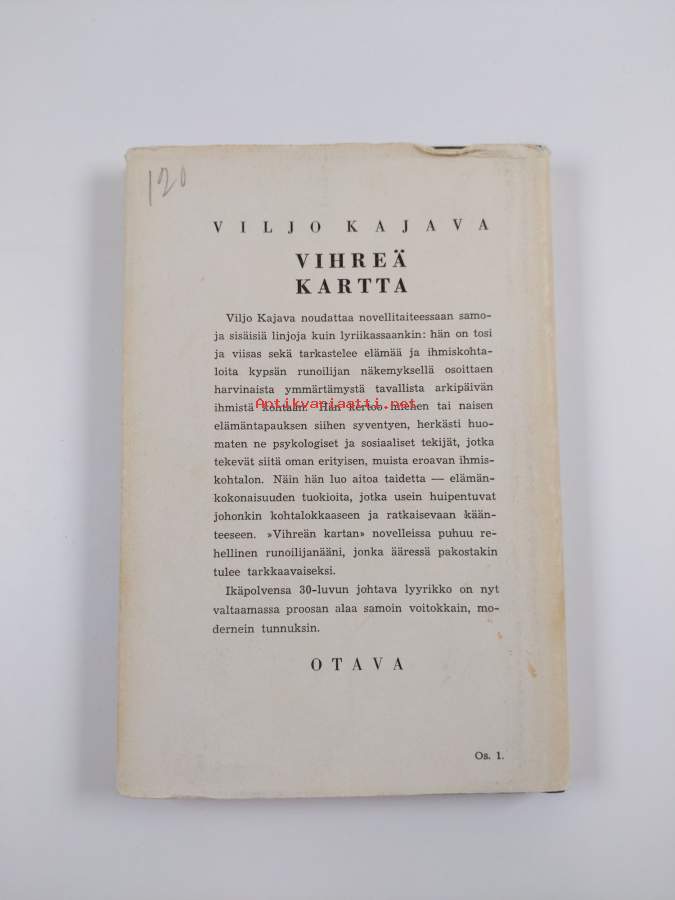 120
VILJO KAJAVA
VIHREÄ
KARTTA
Viljo Kajava noudattaa novellitaiteessaan samo-
ja sisäisiä linjoja kuin lyriikassaankin: hän on tosi
ja viisas sekä tarkastelee elämää ja ihmiskohta-
loita kypsän runoilijan näkemyksellä osoittaen
harvinaista ymmärtämystä tavallista arkipäivän
Antikvariaatti.net
ihmistä kohtaan. Hän kertoo miehen tai naisen
elämäntapauksen siihen syventyen, herkästi huo-
maten ne psykologiset ja sosiaaliset tekijät, jotka
tekevät siitä oman erityisen, muista eroavan ihmis-
kohtalon. Näin hän luo aitoa taidetta — elämän-
kokonaisuuden tuokioita, jotka usein huipentuvat
johonkin kohtalokkaaseen ja ratkaisevaan kään-
teeseen. »Vihreän kartan» novelleissa puhuu re-
hellinen runoilijanääni, jonka ääressä pakostakin
tulee tarkkaavaiseksi.
Ikäpolvensa 30-luvun johtava lyyrikko on nyt
valtaamassa proosan alaa samoin voitokkain, mo-
dernein tunnuksin.
OTAVA
Os. 1.